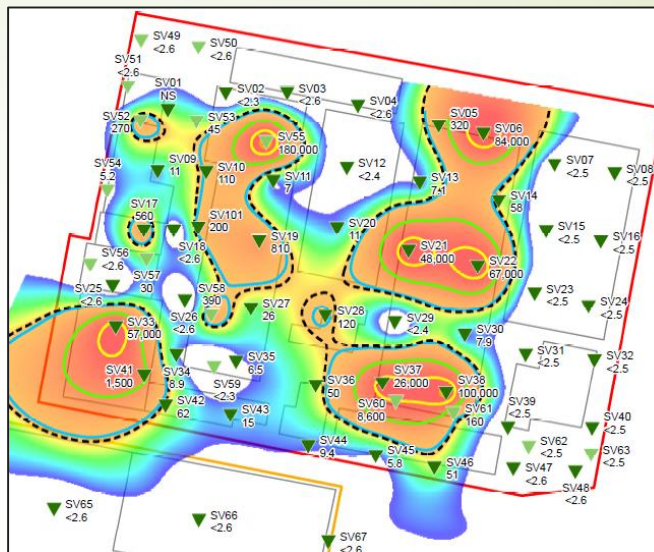 SV49
<2.6
SV50
<2.6
SV51
<2.6
SV01
NS
SV02
<2.3
SV03
<2.6
SV04
<2.6
SV52
270
SV53
45
SV55
180,000
SV05
320
SV06
84,000
SV54
5.2
SV09
11
SV10
110
SV11
7
SV12
<2.4
SV13
7.1
SV07
<2.5
SV08
<2.5
SV14
58
SV17
560
SV18
<2.6
SV101
200
SV19
810
SV20
11
SV21
48,000
SV22
67,000
SV15
<2.5
SV16
<2.5
SV56
<2.6
SV57
30
SV25
<2.6
SV26
<2.6
SV58
390
SV27
26
SV28
120
SV29
<2.4
SV30
7.9
SV23
<2.5
SV24
<2.5
SV33
57,000
SV34
8.9
SV35
6.5
SV31
<2.5
SV32
<2.5
SV41
1,500
SV42
62
SV59
<2.3
SV43
15
SV36
50
SV37
26,000
SV38
100,000
SV60
8,600
SV61
160
SV39
<2.5
SV40
<2.5
SV44
9.4
SV45
5.8
SV46
51
SV62
<2.5
SV63
<2.5
SV47
<2.6
SV48
<2.6
SV65
<2.6
SV66
<2.6
SV67
<2.6